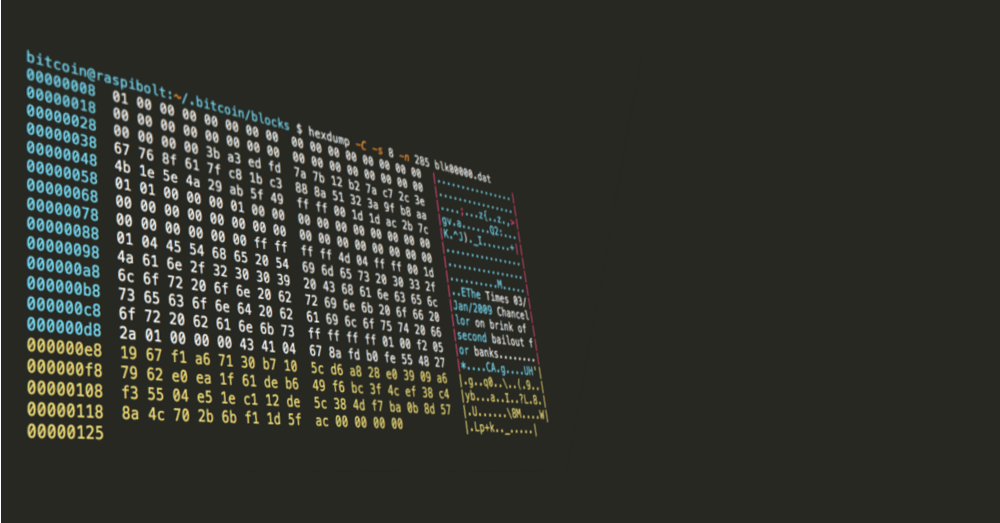 bitcoin@raspibolt:~/.bitcoin/blocks $ hexdump -C -s 8 -n 285 blk00000.dat
00000008  01 00 00 00 00 00 00 00  00 00 00 00 00 00 00 00  |................|
00000018  00 00 00 00 00 00 00 00  00 00 00 00 00 00 00 00  |................|
00000028  00 00 00 00 3b a3 ed fd  7a 7b 12 b2 7a c7 2c 3e  |....;...z{..z.,>|
00000038  67 76 8f 61 7f c8 1b c3  88 8a 51 32 3a 9f b8 aa  |gv.a......Q2:...|
00000048  4b 1e 5e 4a 29 ab 5f 49  ff ff 00 1d 1d ac 2b 7c  |K.^J)._I......+||
00000058  01 01 00 00 00 01 00 00  00 00 00 00 00 00 00 00  |................|
00000068  00 00 00 00 00 00 00 00  00 00 00 00 00 00 00 00  |................|
00000078  00 00 00 00 00 00 ff ff  ff ff 4d 04 ff ff 00 1d  |..........M.....|
00000088  01 04 45 54 68 65 20 54  69 6d 65 73 20 30 33 2f  |..EThe Times 03/|
00000098  4a 61 6e 2f 32 30 30 39  20 43 68 61 6e 63 65 6c  |Jan/2009 Chancel|
000000a8  6c 6f 72 20 6f 6e 20 62  72 69 6e 6b 20 6f 66 20  |lor on brink of |
000000b8  73 65 63 6f 6e 64 20 62  61 69 6c 6f 75 74 20 66  |second bailout f|
000000c8  6f 72 20 62 61 6e 6b 73  ff ff ff ff 01 00 f2 05  |or banks........|
000000d8  2a 01 00 00 00 43 41 04  67 8a fd b0 fe 55 48 27  |*....CA.g....UH'|
000000e8  19 67 f1 a6 71 30 b7 10  5c d6 a8 28 e0 39 09 a6  |.g..q0..\..(.9..|
000000f8  79 62 e0 ea 1f 61 de b6  49 f6 bc 3f 4c ef 38 c4  |yb...a..I..?L.8.|
00000108  f3 55 04 e5 1e c1 12 de  5c 38 4d f7 ba 0b 8d 57  |.U......\8M....W|
00000118  8a 4c 70 2b 6b f1 1d 5f  ac 00 00 00 00  |.Lp+k.._.....|
00000125